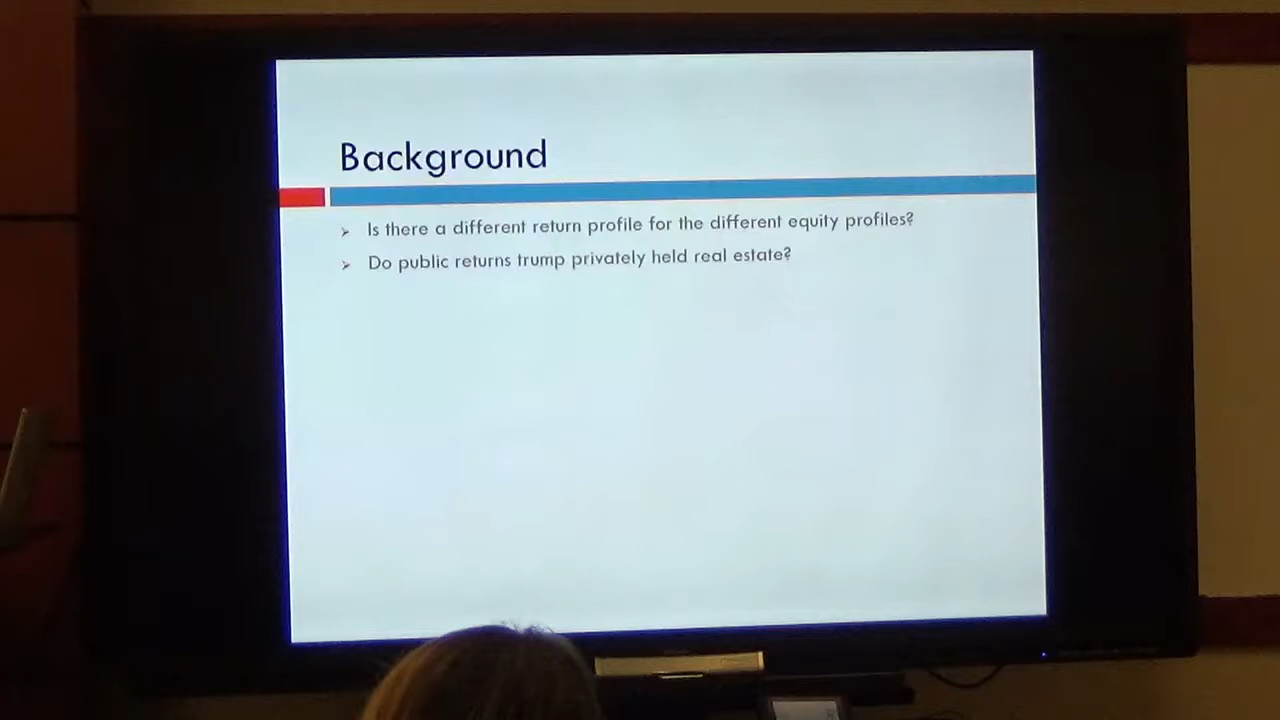 Background
Is there a different return profile for the different equity profiles?
Do public returns trump privately held real estate?